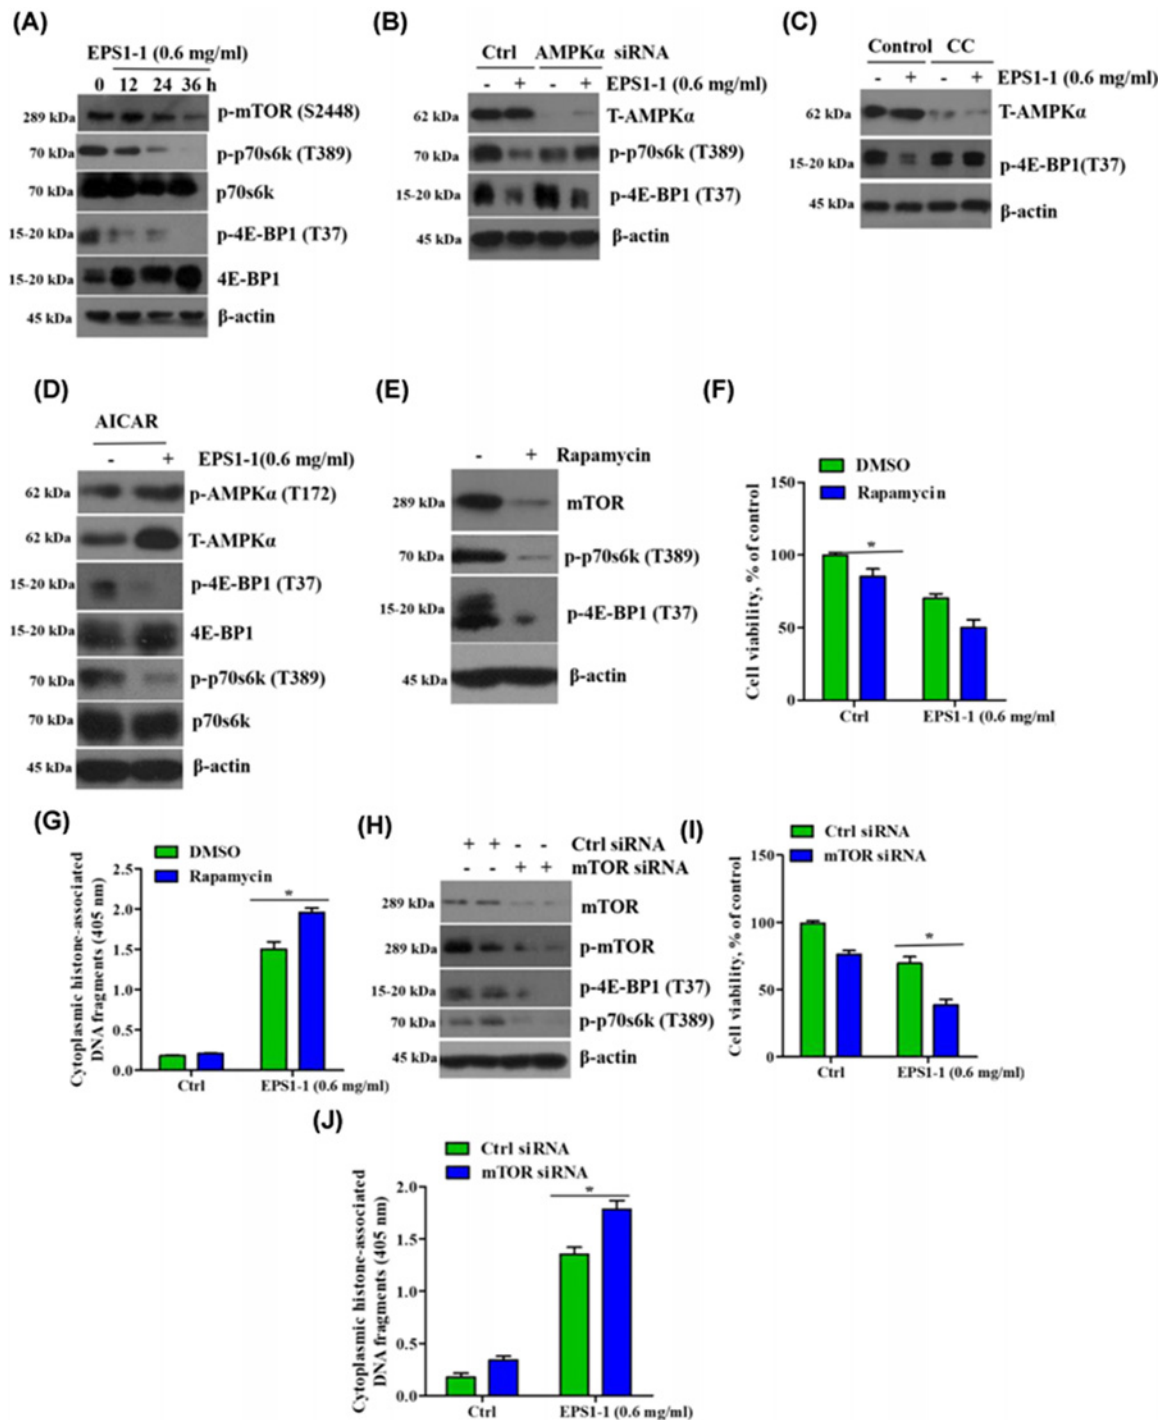 (A)
EPS1-1 (0.6 mg/ml)
0 12 24 36 h
289 kDa p-mTOR (S2448)
70 kDa p-p70s6k (T389)
70 kDa p70s6k
15-20 kDa p-4E-BP1 (T37)
15-20 kDa 4E-BP1
45 kDa β-actin
(B)
Ctrl AMPKα siRNA
- + - + EPS1-1 (0.6 mg/ml)
62 kDa T-AMPKα
70 kDa p-p70s6k (T389)
15-20 kDa p-4E-BP1 (T37)
45 kDa β-actin
(C)
Control CC
- + - + EPS1-1 (0.6 mg/ml)
62 kDa T-AMPKα
15-20 kDa p-4E-BP1(T37)
45 kDa β-actin
(D)
AICAR
- + EPS1-1(0.6 mg/ml)
62 kDa p-AMPKα (T172)
62 kDa T-AMPKα
15-20 kDa p-4E-BP1 (T37)
15-20 kDa 4E-BP1
70 kDa p-p70s6k (T389)
70 kDa p70s6k
45 kDa β-actin
(E)
- + Rapamycin
289 kDa mTOR
70 kDa p-p70s6k (T389)
15-20 kDa p-4E-BP1 (T37)
45 kDa β-actin
(F)
DMSO
Rapamycin
Cell viability, % of control
150
100
50
0
*
Ctrl EPS1-1 (0.6 mg/ml
(G)
DMSO
Rapamycin
Cytoplasmic histone-associated
DNA fragments (405 nm)
2.5
2.0
1.5
1.0
0.5
0.0
*
Ctrl EPS1-1 (0.6 mg/ml)
(H)
+ + - - Ctrl siRNA
- - + + mTOR siRNA
289 kDa mTOR
289 kDa p-mTOR
15-20 kDa p-4E-BP1 (T37)
70 kDa p-p70s6k (T389)
45 kDa β-actin
(I)
Ctrl siRNA
mTOR siRNA
Cell viability, % of control
150
100
50
0
*
Ctrl EPS1-1 (0.6 mg/ml)
(J)
Ctrl siRNA
mTOR siRNA
Cytoplasmic histone-associated
DNA fragments (405 nm)
2.0
1.5
1.0
0.5
0.0
*
Ctrl EPS1-1 (0.6 mg/ml)